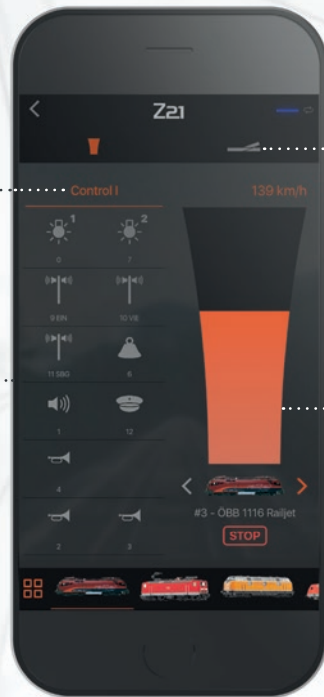 Z21
Control I
139 km/h
1
2
0
7
9 EIN
10 VB
11 SBG
6
1
12
4
2
3
#3 - ÖBB 1116 Railjet
STOP